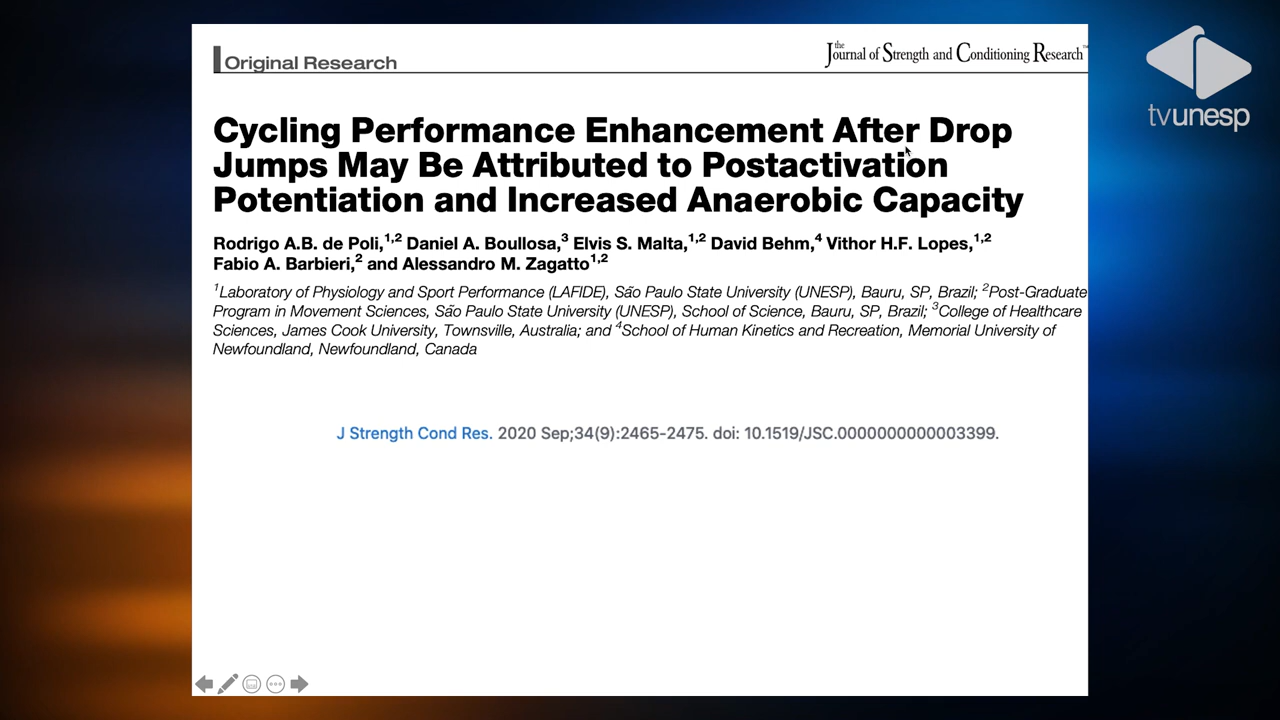 Original Research
the Journal of Strength and Conditioning Research™
tvunesp
Cycling Performance Enhancement After Drop
Jumps May Be Attributed to Postactivation
Potentiation and Increased Anaerobic Capacity
Rodrigo A.B. de Poli,1,2 Daniel A. Boullosa,3 Elvis S. Malta,1,2 David Behm,4 Vithor H.F. Lopes,1,2
Fabio A. Barbieri,2 and Alessandro M. Zagatto1,2
1Laboratory of Physiology and Sport Performance (LAFIDE), São Paulo State University (UNESP), Bauru, SP, Brazil; 2Post-Graduate
Program in Movement Sciences, São Paulo State University (UNESP), School of Science, Bauru, SP, Brazil; 3College of Healthcare
Sciences, James Cook University, Townsville, Australia; and 4School of Human Kinetics and Recreation, Memorial University of
Newfoundland, Newfoundland, Canada
J Strength Cond Res. 2020 Sep;34(9):2465-2475. doi: 10.1519/JSC.0000000000003399.